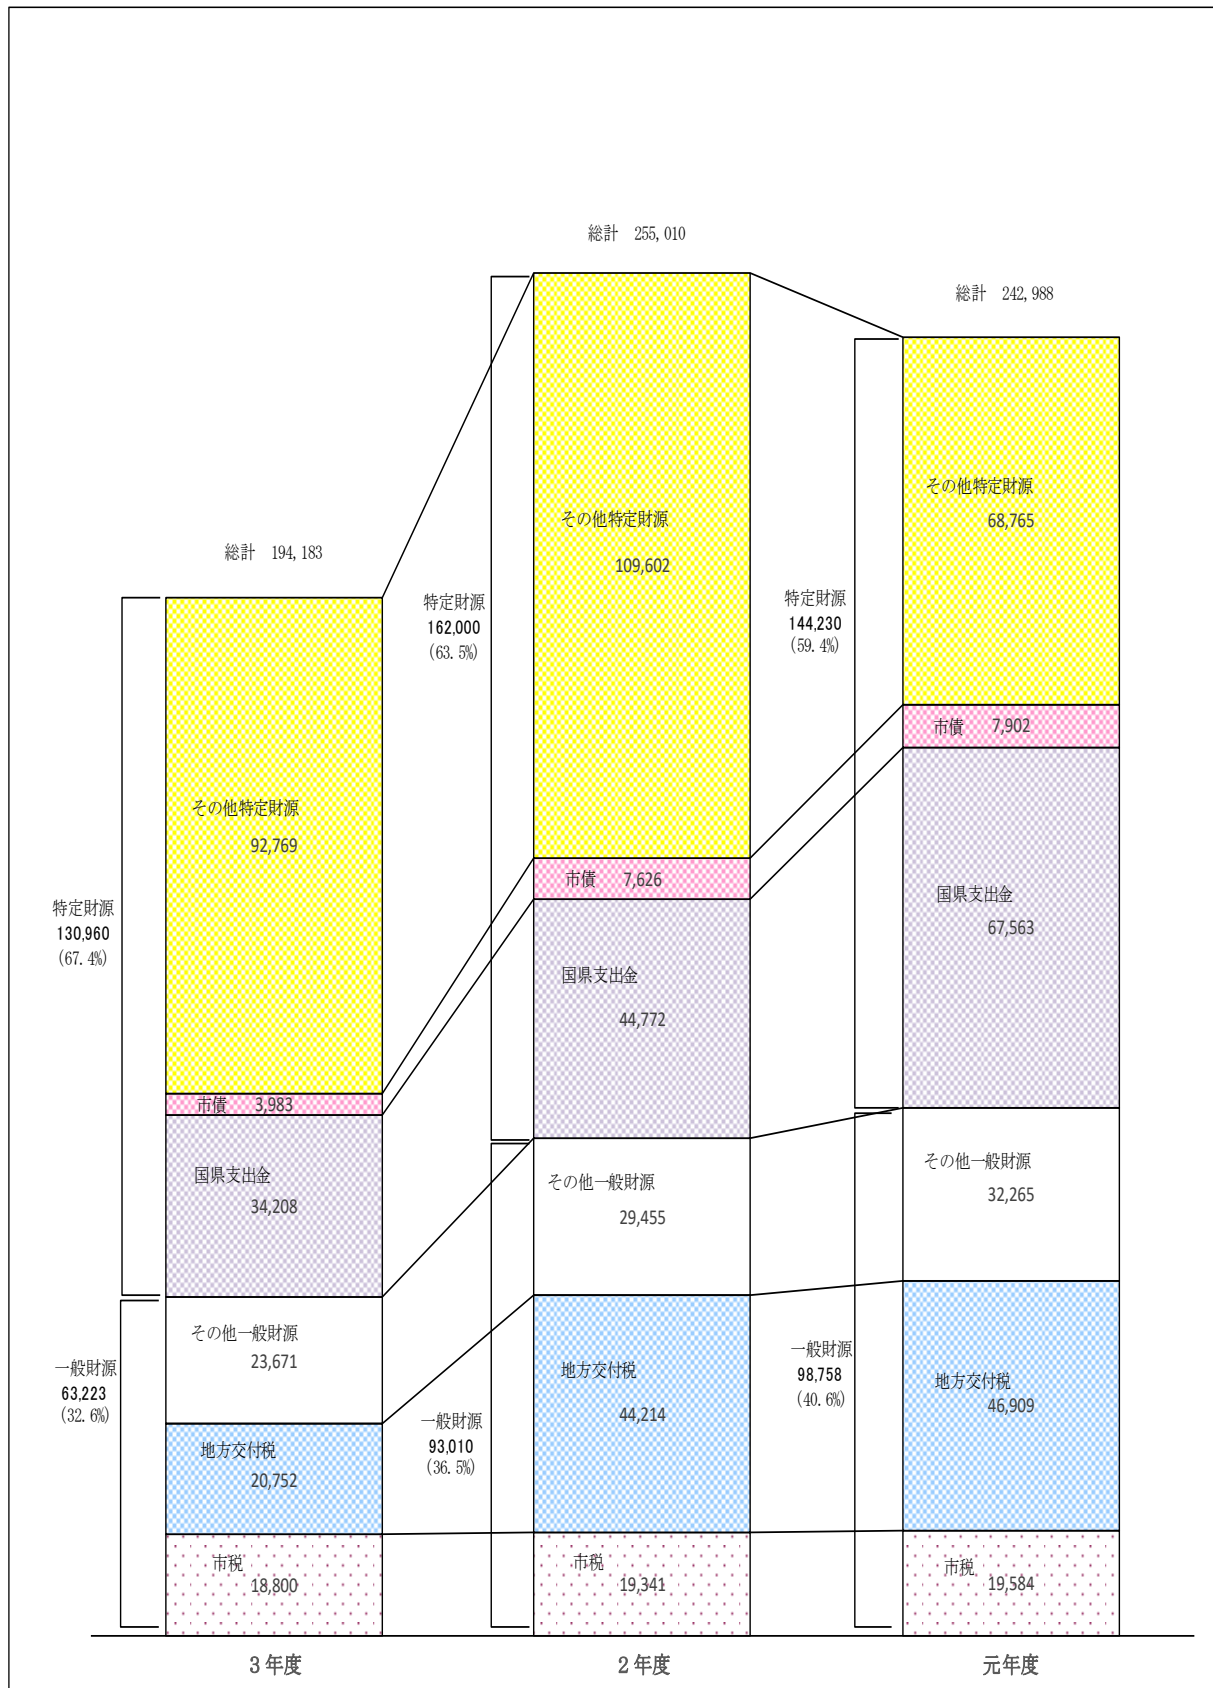 総計　194,183
特定財源
130,960
(67.4%)
その他特定財源
92,769
市債　3,983
国県支出金
34,208
一般財源
63,223
(32.6%)
その他一般財源
23,671
地方交付税
20,752
市税
18,800
3年度
総計　255,010
特定財源
162,000
(63.5%)
その他特定財源
109,602
市債　7,626
国県支出金
44,772
一般財源
93,010
(36.5%)
その他一般財源
29,455
地方交付税
44,214
市税
19,341
2年度
総計　242,988
特定財源
144,230
(59.4%)
その他特定財源
68,765
市債　7,902
国県支出金
67,563
一般財源
98,758
(40.6%)
その他一般財源
32,265
地方交付税
46,909
市税
19,584
元年度